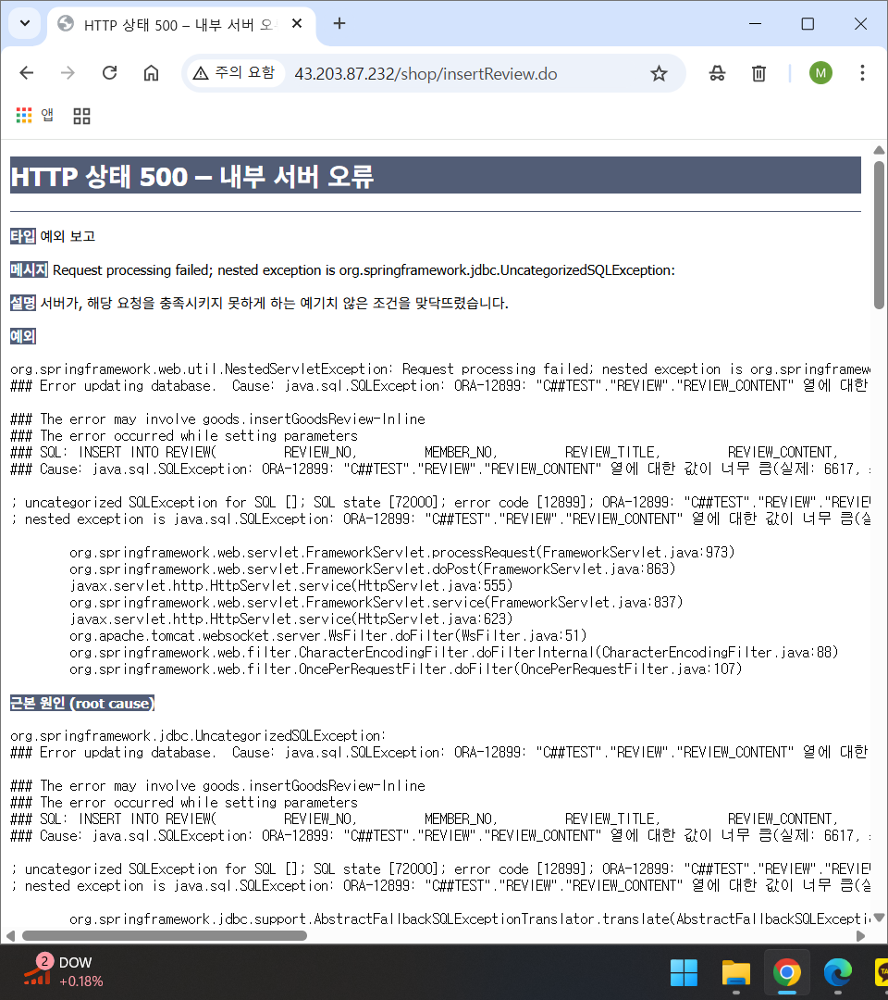 HTTP 상태 500 – 내부 서버 오
주의 요함
43.203.87.232/shop/insertReview.do
M
앱
HTTP 상태 500 – 내부 서버 오류
타입 예외 보고
메시지 Request processing failed; nested exception is org.springframework.jdbc.UncategorizedSQLException:
설명 서버가, 해당 요청을 충족시키지 못하게 하는 예기치 않은 조건을 맞닥뜨렸습니다.
예외
org.springframework.web.util.NestedServletException: Request processing failed; nested exception is org.springframew
### Error updating database.  Cause: java.sql.SQLException: ORA-12899: "C##TEST"."REVIEW"."REVIEW_CONTENT" 열에 대한
### The error may involve goods.insertGoodsReview-Inline
### The error occurred while setting parameters
### SQL: INSERT INTO REVIEW(         REVIEW_NO,         MEMBER_NO,         REVIEW_TITLE,         REVIEW_CONTENT,
### Cause: java.sql.SQLException: ORA-12899: "C##TEST"."REVIEW"."REVIEW_CONTENT" 열에 대한 값이 너무 큼(실제: 6617,
; uncategorized SQLException for SQL []; SQL state [72000]; error code [12899]; ORA-12899: "C##TEST"."REVIEW"."REVIE
; nested exception is java.sql.SQLException: ORA-12899: "C##TEST"."REVIEW"."REVIEW_CONTENT" 열에 대한 값이 너무 큼(실
org.springframework.web.servlet.FrameworkServlet.processRequest(FrameworkServlet.java:973)
org.springframework.web.servlet.FrameworkServlet.doPost(FrameworkServlet.java:863)
javax.servlet.http.HttpServlet.service(HttpServlet.java:555)
org.springframework.web.servlet.FrameworkServlet.service(FrameworkServlet.java:837)
javax.servlet.http.HttpServlet.service(HttpServlet.java:623)
org.apache.tomcat.websocket.server.WsFilter.doFilter(WsFilter.java:51)
org.springframework.web.filter.CharacterEncodingFilter.doFilterInternal(CharacterEncodingFilter.java:88)
org.springframework.web.filter.OncePerRequestFilter.doFilter(OncePerRequestFilter.java:107)
근본 원인 (root cause)
org.springframework.jdbc.UncategorizedSQLException:
### Error updating database.  Cause: java.sql.SQLException: ORA-12899: "C##TEST"."REVIEW"."REVIEW_CONTENT" 열에 대한
### The error may involve goods.insertGoodsReview-Inline
### The error occurred while setting parameters
### SQL: INSERT INTO REVIEW(         REVIEW_NO,         MEMBER_NO,         REVIEW_TITLE,         REVIEW_CONTENT,
### Cause: java.sql.SQLException: ORA-12899: "C##TEST"."REVIEW"."REVIEW_CONTENT" 열에 대한 값이 너무 큼(실제: 6617,
; uncategorized SQLException for SQL []; SQL state [72000]; error code [12899]; ORA-12899: "C##TEST"."REVIEW"."REVIE
; nested exception is java.sql.SQLException: ORA-12899: "C##TEST"."REVIEW"."REVIEW_CONTENT" 열에 대한 값이 너무 큼(실
org.springframework.jdbc.support.AbstractFallbackSQLExceptionTranslator.translate(AbstractFallbackSQLExcepti
2
DOW
+0.18%